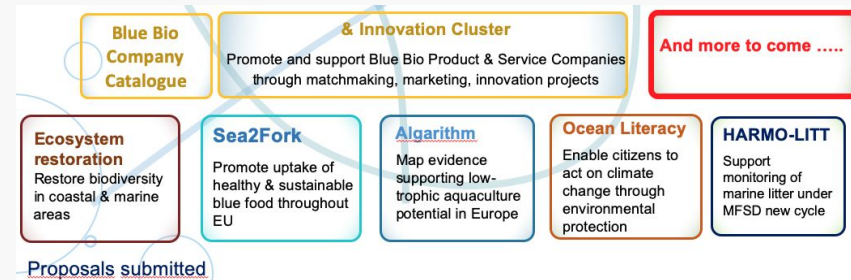 Blue Bio
Company
Catalogue
& Innovation Cluster
Promote and support Blue Bio Product & Service Companies
through matchmaking, marketing, innovation projects
And more to come …..
Ecosystem
restoration
Restore biodiversity
in coastal & marine
areas
Sea2Fork
Promote uptake of
healthy & sustainable
blue food throughout
EU
Algarithm
Map evidence
supporting low-
trophic aquaculture
potential in Europe
Ocean Literacy
Enable citizens to
act on climate
change through
environmental
protection
HARMO-LITT
Support
monitoring of
marine litter under
MFSD new cycle
Proposals submitted